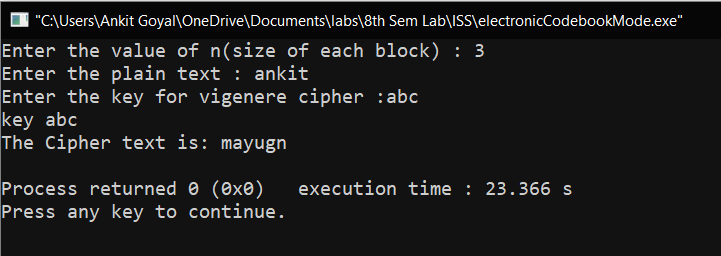 "C:\Users\Ankit Goyal\OneDrive\Documents\labs\8th Sem Lab\ISS\electronicCodebookMode.exe"
Enter the value of n(size of each block) : 3
Enter the plain text : ankit
Enter the key for vigenere cipher :abc
key abc
The Cipher text is: mayugn
Process returned 0 (0x0)   execution time : 23.366 s
Press any key to continue.